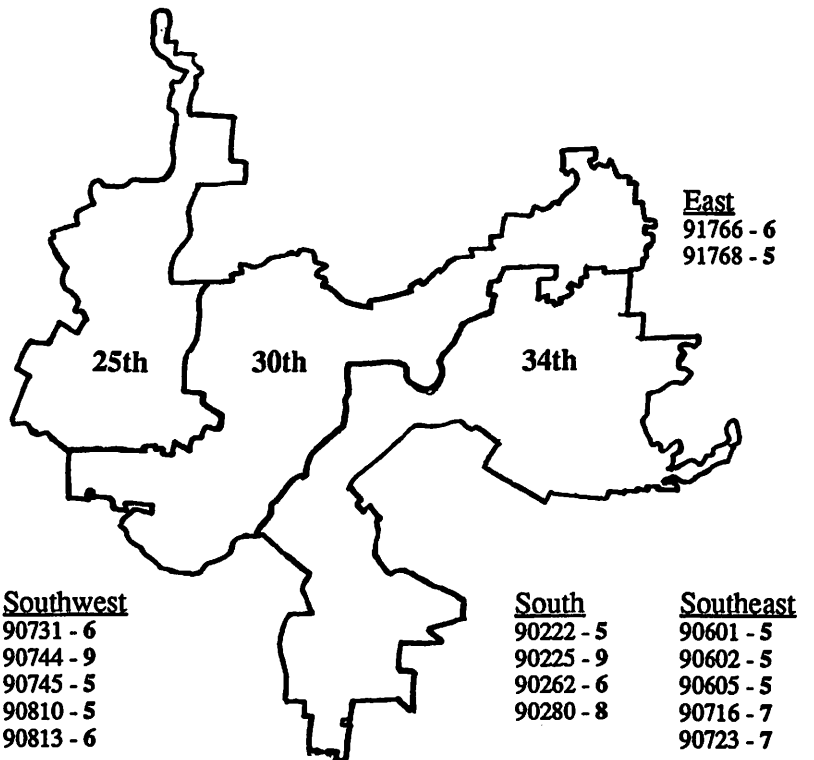 East
91766 - 6
91768 - 5
25th
30th
34th
Southwest
90731 - 6
90744 - 9
90745 - 5
90810 - 5
90813 - 6
South
90222 - 5
90225 - 9
90262 - 6
90280 - 8
Southeast
90601 - 5
90602 - 5
90605 - 5
90716 - 7
90723 - 7